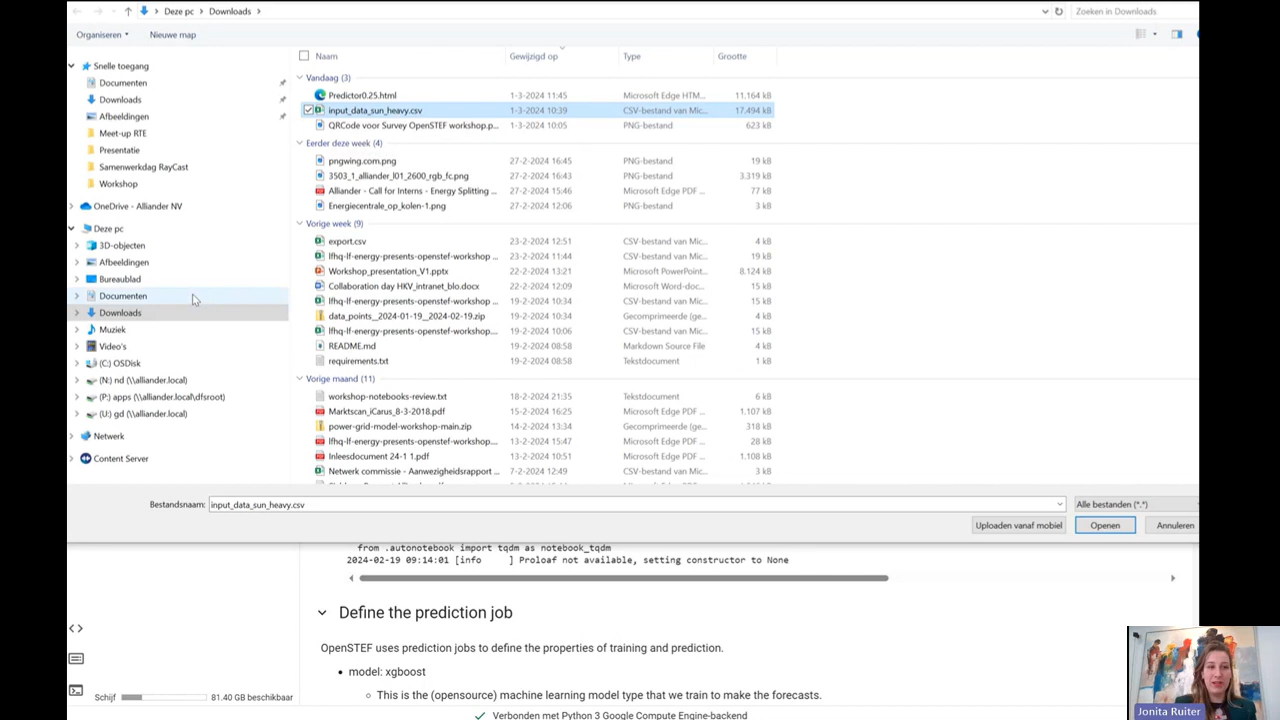 Deze pc > Downloads >
Zoeken in Downloads
Organiseren
Nieuwe map
Naam Gewijzigd op Type Grootte
Snelle toegang
Documenten
Downloads
Afbeeldingen
Meet-up RTE
Presentatie
Samenwerkdag RayCast
Workshop
OneDrive - Alliander NV
Deze pc
3D-objecten
Afbeeldingen
Bureaublad
Documenten
Downloads
Muziek
Video's
(C:) OSDisk
(N:) nd (\\alliander.local)
(P:) apps (\\alliander.local\dfsroot)
(U:) gd (\\alliander.local)
Netwerk
Content Server
Vandaag (3)
Predictor0.25.html 1-3-2024 11:45 Microsoft Edge HTM... 11.164 kB
input_data_sun_heavy.csv 1-3-2024 10:39 CSV-bestand van Mic... 17.494 kB
QRCode voor Survey OpenSTEF workshop.p... 1-3-2024 10:05 PNG-bestand 623 kB
Eerder deze week (4)
pngwing.com.png 27-2-2024 16:45 PNG-bestand 19 kB
3503_1_alliander_l01_2600_rgb_fc.png 27-2-2024 16:43 PNG-bestand 3.319 kB
Alliander - Call for Interns - Energy Splitting ... 27-2-2024 15:46 Microsoft Edge PDF ... 77 kB
Energiecentrale_op_kolen-1.png 27-2-2024 12:06 PNG-bestand 3 kB
Vorige week (9)
export.csv 23-2-2024 12:51 CSV-bestand van Mic... 4 kB
lfhq-lf-energy-presents-openstef-workshop ... 23-2-2024 11:44 CSV-bestand van Mic... 19 kB
Workshop_presentation_V1.pptx 22-2-2024 13:21 Microsoft PowerPoint... 8.124 kB
Collaboration day HKV_intranet_blo.docx 22-2-2024 12:09 Microsoft Word-doc... 15 kB
lfhq-lf-energy-presents-openstef-workshop ... 19-2-2024 10:34 CSV-bestand van Mic... 15 kB
data_points__2024-01-19__2024-02-19.zip 19-2-2024 10:34 Gecomprimeerde (ge... 4 kB
lfhq-lf-energy-presents-openstef-workshop.... 19-2-2024 10:06 CSV-bestand van Mic... 15 kB
README.md 19-2-2024 08:58 Markdown Source File 4 kB
requirements.txt 19-2-2024 08:58 Tekstdocument 1 kB
Vorige maand (11)
workshop-notebooks-review.txt 18-2-2024 21:35 Tekstdocument 6 kB
Marktscan_iCarus_8-3-2018.pdf 15-2-2024 16:25 Microsoft Edge PDF ... 1.107 kB
power-grid-model-workshop-main.zip 14-2-2024 13:34 Gecomprimeerde (ge... 318 kB
lfhq-lf-energy-presents-openstef-workshop.... 13-2-2024 15:47 Microsoft Edge PDF ... 28 kB
Inleesdocument 24-1 1.pdf 13-2-2024 10:51 Microsoft Edge PDF ... 1.108 kB
Netwerk commissie - Aanwezigheidsrapport ... 7-2-2024 12:49 CSV-bestand van Mic... 3 kB
Bestandsnaam: input_data_sun_heavy.csv
Alle bestanden (*.*)
Uploaden vanaf mobiel Openen Annuleren
from .autonotebook import tqdm as notebook_tqdm
2024-02-19 09:14:01 [info ] Proloaf not available, setting constructor to None
Define the prediction job
OpenSTEF uses prediction jobs to define the properties of training and prediction.
• model: xgboost
This is the (opensource) machine learning model type that we train to make the forecasts.
Schijf 81.40 GB beschikbaar
Verbonden met Python 3 Google Compute Engine-backend
Jonita Ruiter